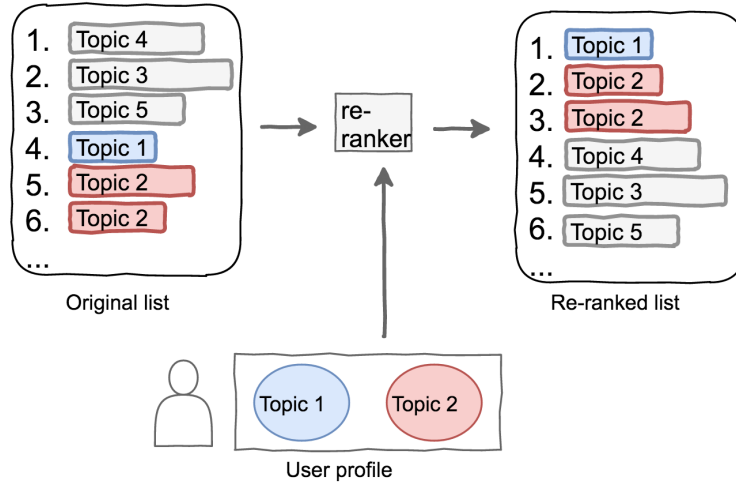 1. Topic 4
2. Topic 3
3. Topic 5
4. Topic 1
5. Topic 2
6. Topic 2
...
Original list
re-
ranker
1. Topic 1
2. Topic 2
3. Topic 2
4. Topic 4
5. Topic 3
6. Topic 5
...
Re-ranked list
Topic 1
Topic 2
User profile